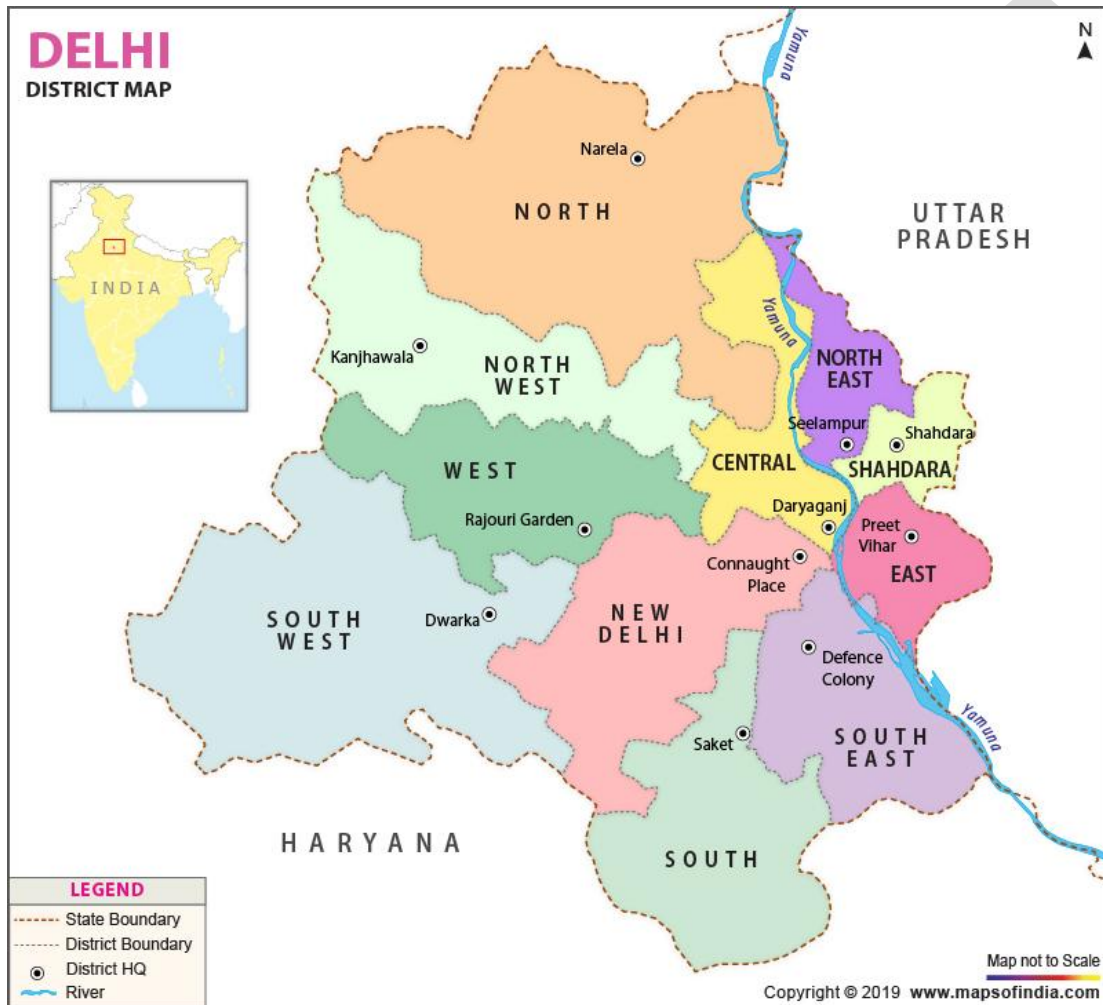 DELHI
DISTRICT MAP
N
Yamuna
Narela
NORTH
UTTAR
PRADESH
INDIA
Yamuna
Kanjhawala
NORTH
WEST
NORTH
EAST
Seelampur
Shahdara
WEST
CENTRAL
SHAHDARA
Rajouri Garden
Daryaganj
Preet
Vihar
Connaught
Place
EAST
SOUTH
WEST
Dwarka
NEW
DELHI
Defence
Colony
Yamuna
Saket
SOUTH
EAST
HARYANA
SOUTH
LEGEND
State Boundary
District Boundary
District HQ
River
Map not to Scale
Copyright © 2019 www.mapsofindia.com